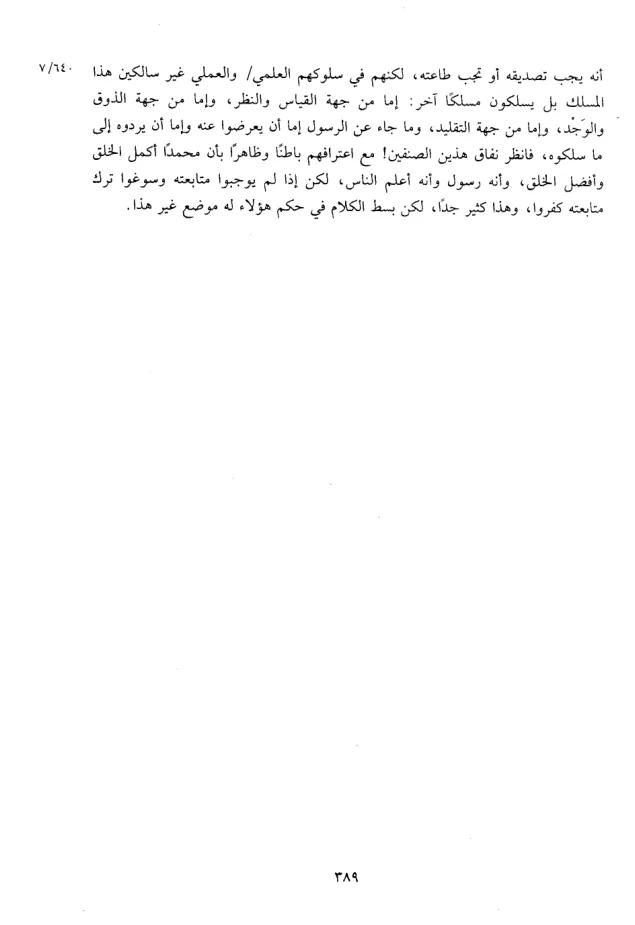 أنه يجب تصديقه أو تجب طاعته، لكنهم في سلوكهم العلمي/ والعملي غير سالكين هذا ٧/٦٤٠
المسلك بل يسلكون مسلكًا آخر: إما من جهة القياس والنظر، وإما من جهة الذوق
والوَجْد، وإما من جهة التقليد، وما جاء عن الرسول إما أن يعرضوا عنه وإما أن يردوه إلى
ما سلكوه، فانظر نفاق هذين الصنفين! مع اعترافهم باطنًا وظاهرًا بأن محمدًا أكمل الخلق
وأفضل الخلق، وأنه رسول وأنه أعلم الناس، لكن إذا لم يوجبوا متابعته وسوغوا ترك
متابعته كفروا، وهذا كثير جدًا، لكن بسط الكلام في حكم هؤلاء له موضع غير هذا.
٣٨٩